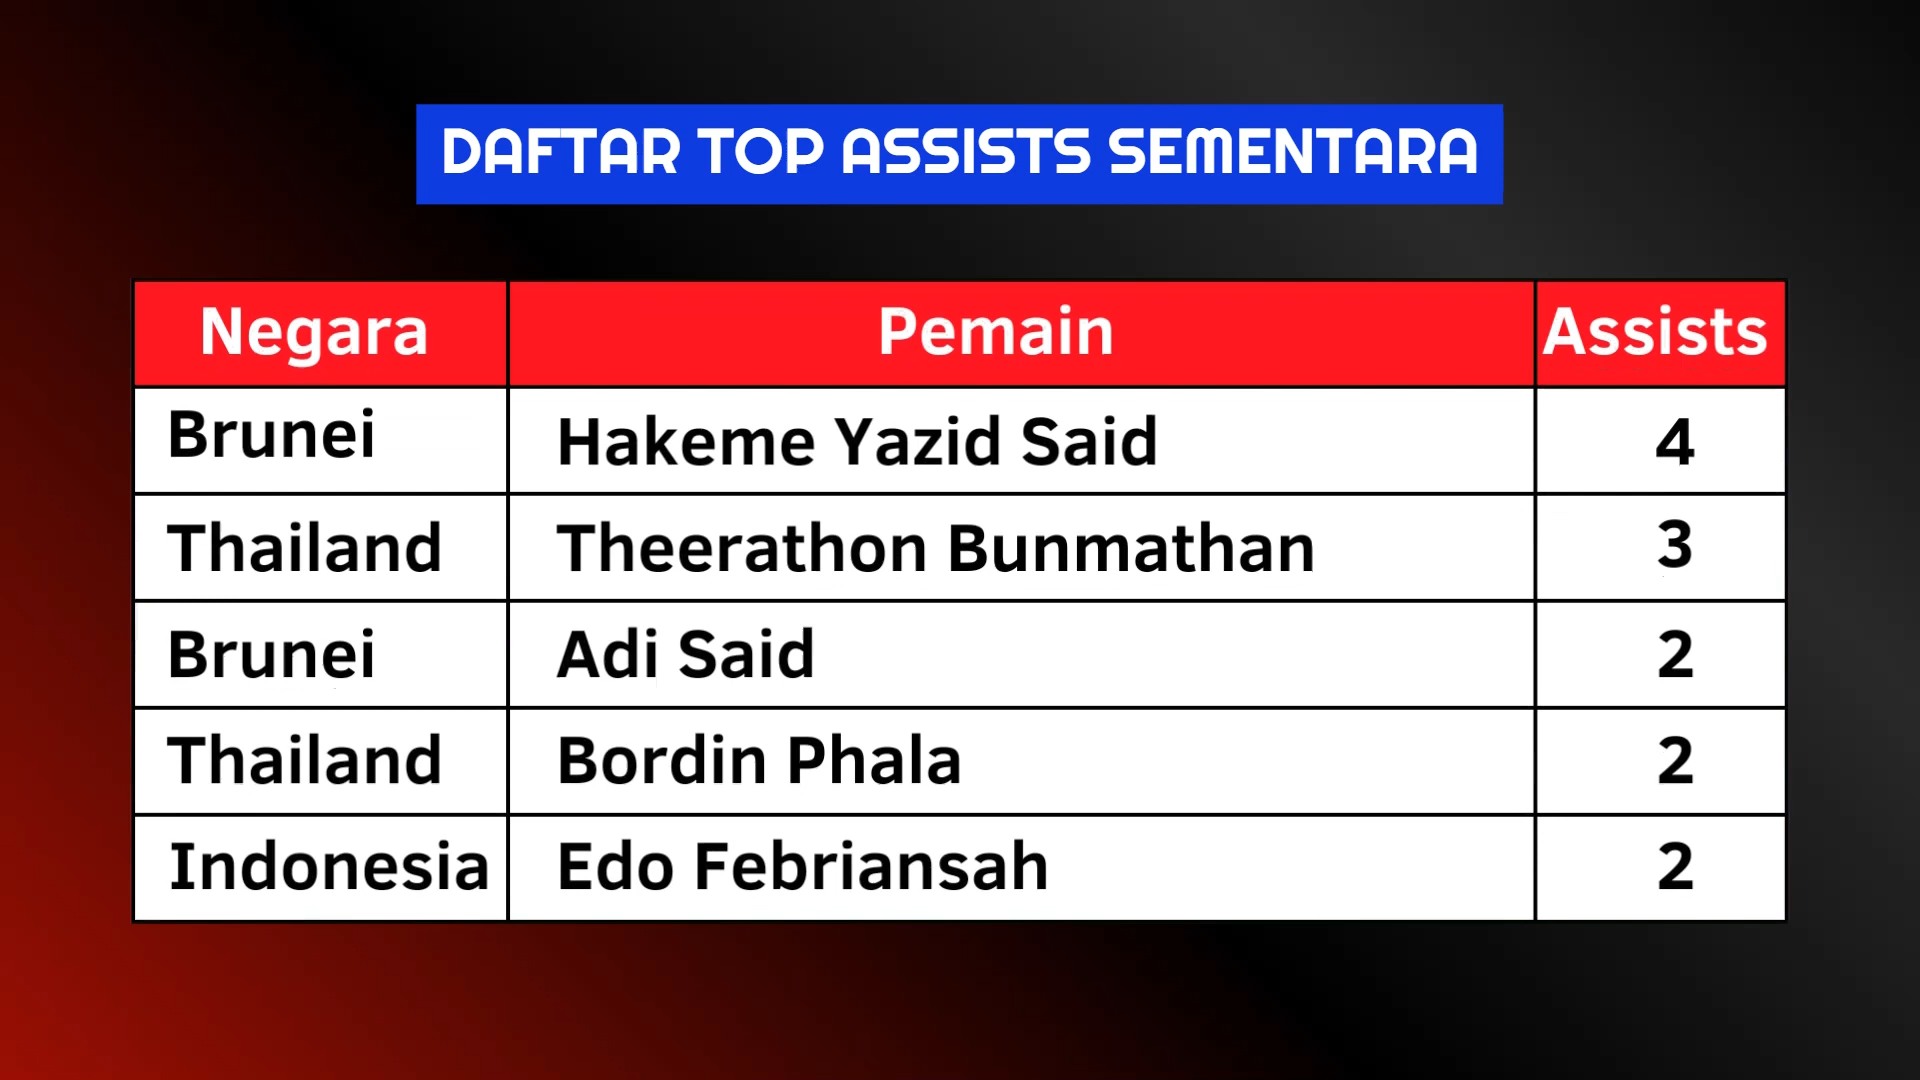 DAFTAR TOP ASSISTS SEMENTARA
Negara Pemain Assists
Brunei Hakeme Yazid Said 4
Thailand Theerathon Bunmathan 3
Brunei Adi Said 2
Thailand Bordin Phala 2
Indonesia Edo Febriansah 2